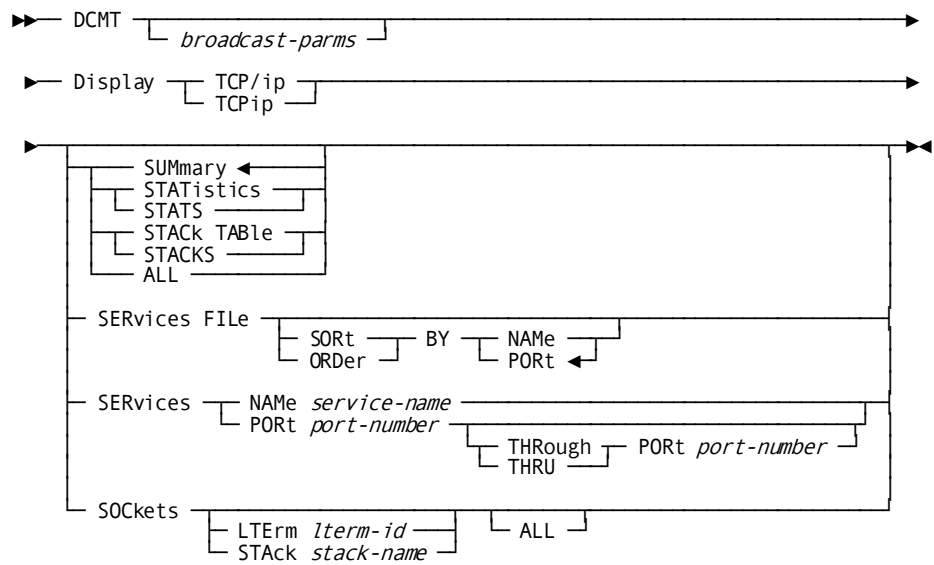 DCMT
broadcast-parms
Display TCP/ip
TCPip
SUMmary
STATistics
STATS
STACk TABle
STACKS
ALL
SERvices FILe
SORt BY NAMe
ORDer PORt
SERvices NAMe service-name
PORt port-number
THRough PORt port-number
THRU
SOCkets
LTErm lterm-id ALL
STAck stack-name